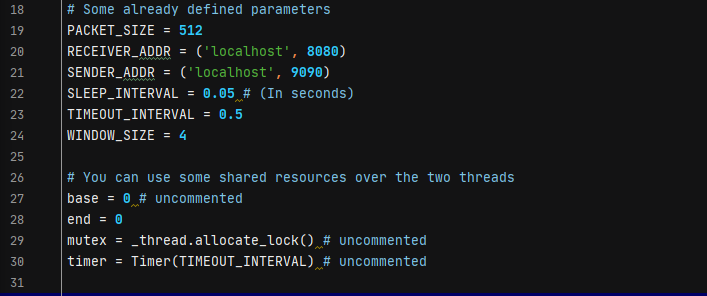 18 # Some already defined parameters
19 PACKET_SIZE = 512
20 RECEIVER_ADDR = ('localhost', 8080)
21 SENDER_ADDR = ('localhost', 9090)
22 SLEEP_INTERVAL = 0.05 # (In seconds)
23 TIMEOUT_INTERVAL = 0.5
24 WINDOW_SIZE = 4
25
26 # You can use some shared resources over the two threads
27 base = 0 # uncommented
28 end = 0
29 mutex = _thread.allocate_lock() # uncommented
30 timer = Timer(TIMEOUT_INTERVAL) # uncommented
31